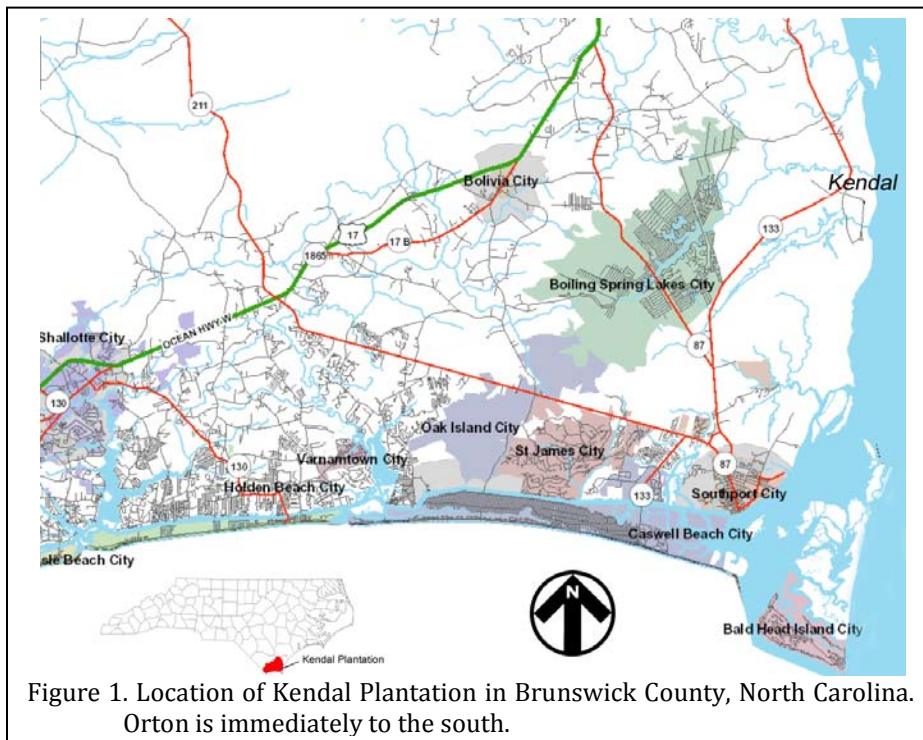 211
Bolivia City
Kendal
17
17 B
1865
133
Boiling Spring Lakes City
OCEAN HWY-W
Shallotte City
87
130
Oak Island City
St James City
Varnamtown City
130
Holden Beach City
87
133
Southport City
Caswell Beach City
sle Beach City
N
Bald Head Island City
Kendal Plantation
Figure 1. Location of Kendal Plantation in Brunswick County, North Carolina.
Orton is immediately to the south.